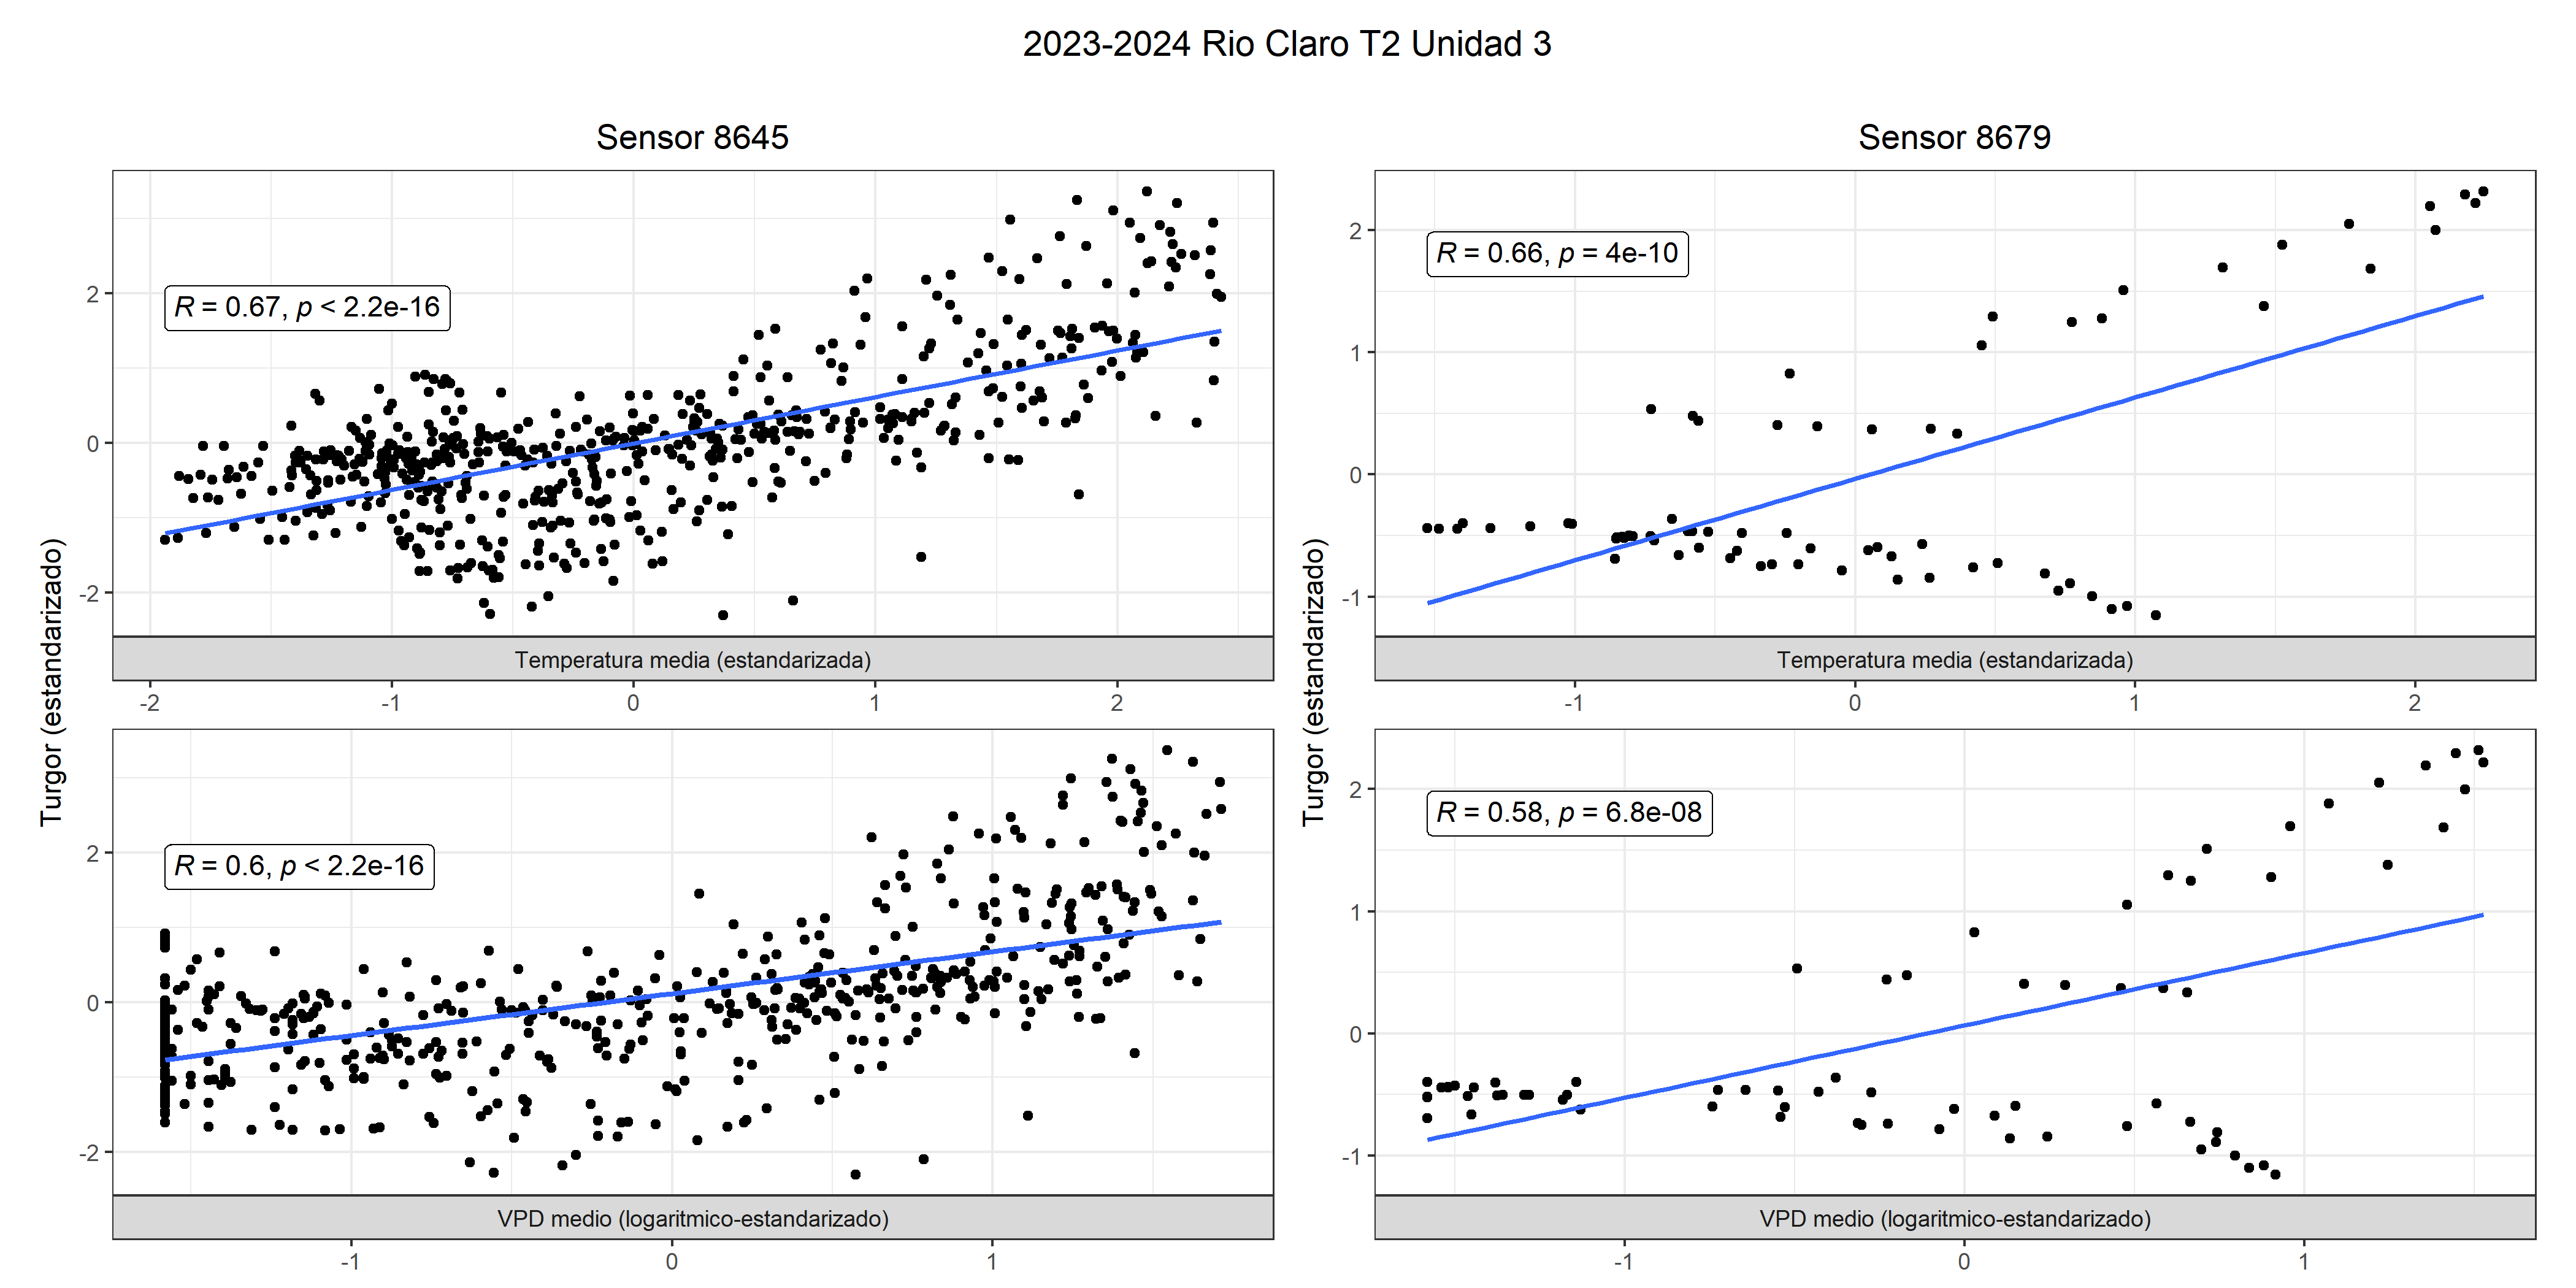 2023-2024 Rio Claro T2 Unidad 3
Sensor 8645
Sensor 8679
Turgor (estandarizado)
R = 0.67, p < 2.2e-16
2
0
-2
Temperatura media (estandarizada)
-2 -1 0 1 2
R = 0.6, p < 2.2e-16
2
0
-2
VPD medio (logaritmico-estandarizado)
-1 0 1
Turgor (estandarizado)
R = 0.66, p = 4e-10
2
1
0
-1
Temperatura media (estandarizada)
-1 0 1 2
R = 0.58, p = 6.8e-08
2
1
0
-1
VPD medio (logaritmico-estandarizado)
-1 0 1